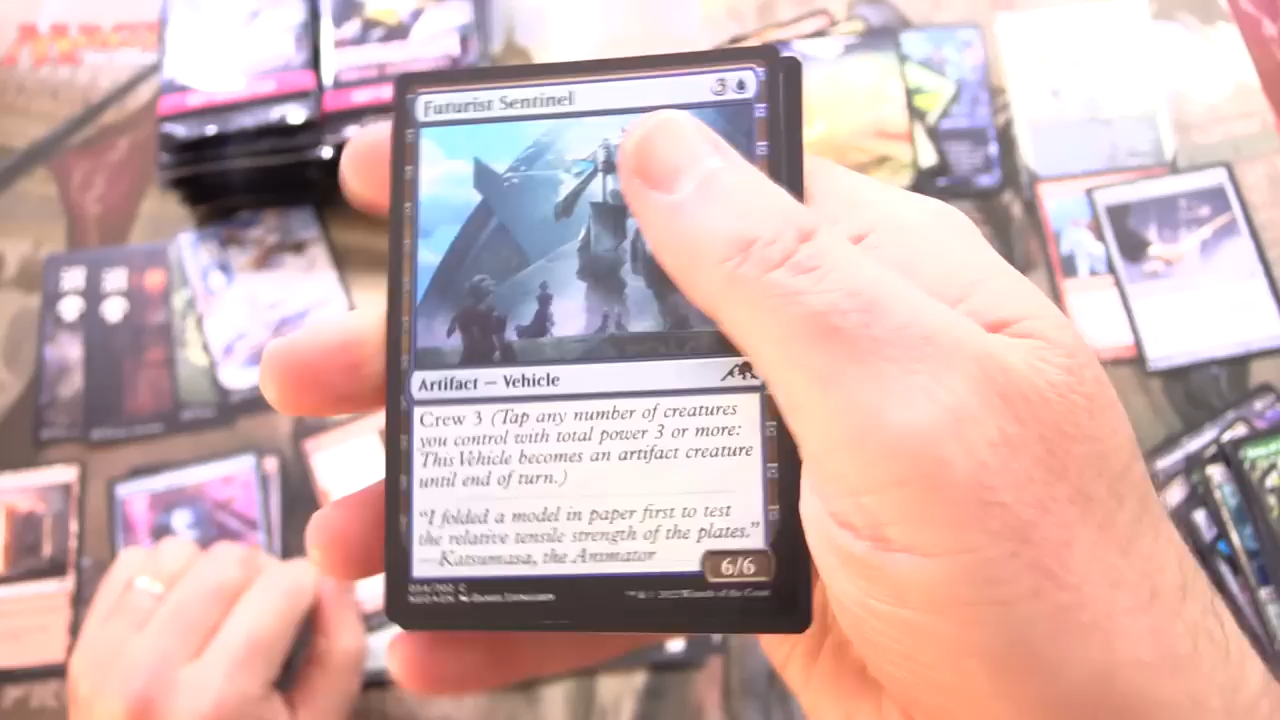 Futurist Sentinel 3
Artifact — Vehicle
Crew 3 (Tap any number of creatures
you control with total power 3 or more:
This Vehicle becomes an artifact creature
until end of turn.)
“I folded a model in paper first to test
the relative tensile strength of the plates.”
—Katsumasa, the Animator
6/6